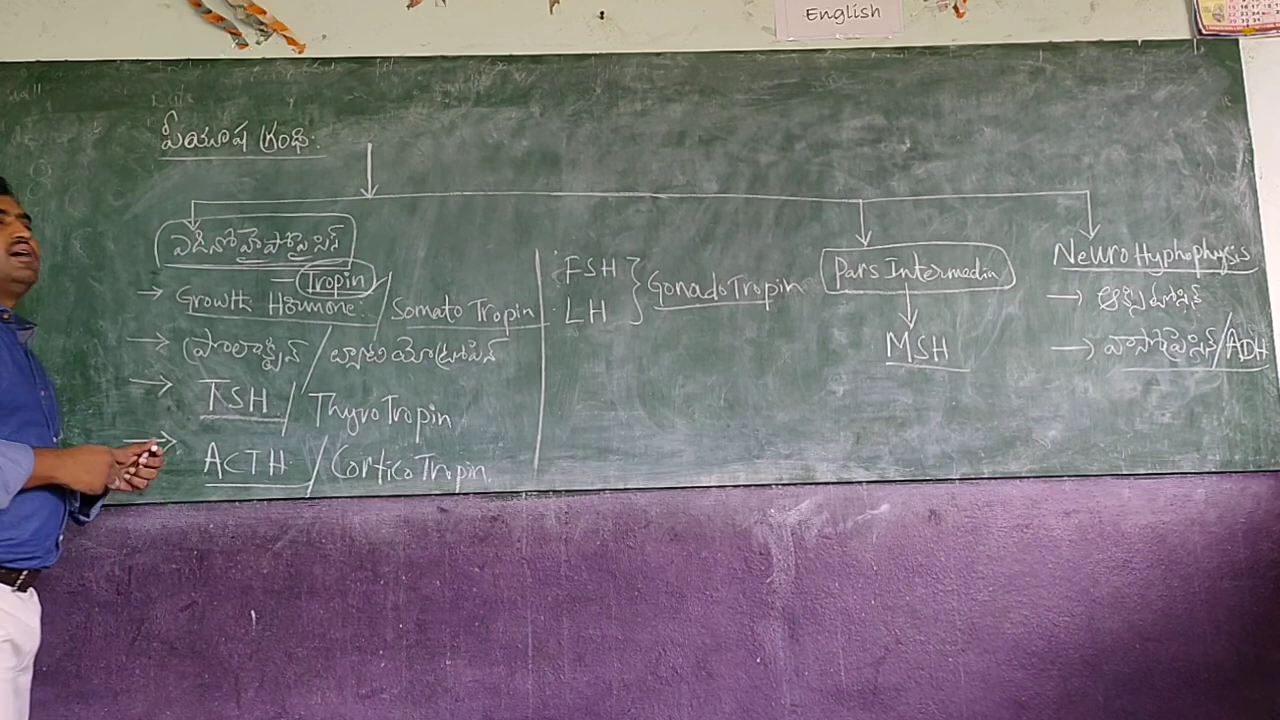 English
పీయూష గ్రంథి:
ఎడినోహైపోఫైసిస్
– Tropin
→ Growth Hormone / Somato Tropin
→ ప్రొలాక్టిన్ / ల్యూటియోట్రోపిన్
→ TSH / Thyro Tropin
→ ACTH / Cortico Tropin
FSH
LH } Gonado Tropin
Pars Intermedia
MSH
Neuro Hyphophysis
→ ఆక్సిటోసిన్
→ వాసోప్రెస్సిన్ / ADH